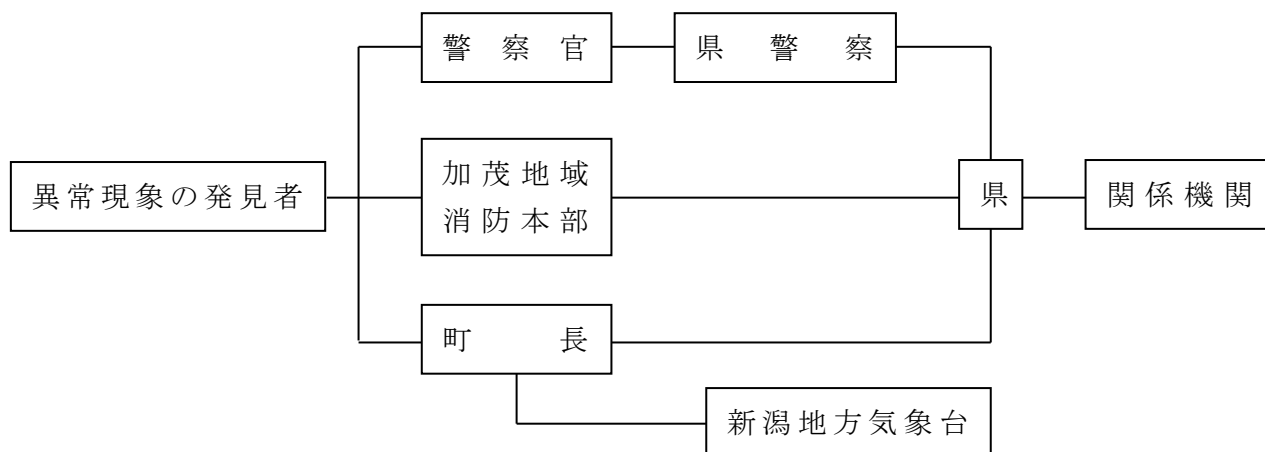 警察官
県警察
加茂地域
消防本部
異常現象の発見者
県
関係機関
町長
新潟地方気象台